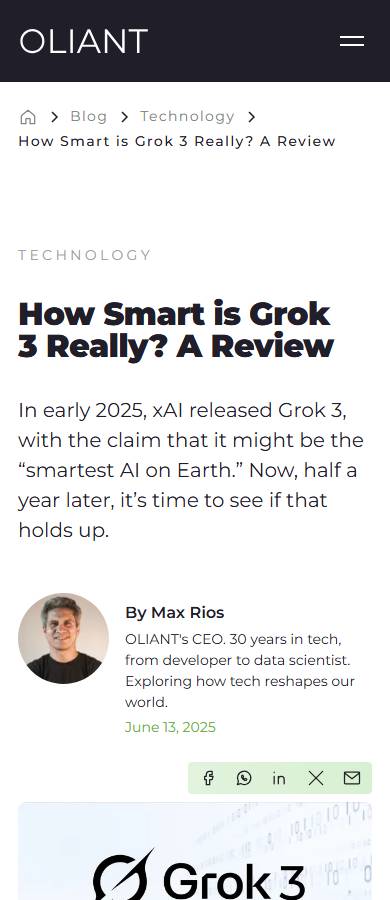 OLIANT
Blog
Technology
How Smart is Grok 3 Really? A Review
TECHNOLOGY
How Smart is Grok
3 Really? A Review
In early 2025, xAI released Grok 3,
with the claim that it might be the
“smartest AI on Earth.” Now, half a
year later, it’s time to see if that
holds up.
By Max Rios
OLIANT's CEO. 30 years in tech,
from developer to data scientist.
Exploring how tech reshapes our
world.
June 13, 2025
Grok 3